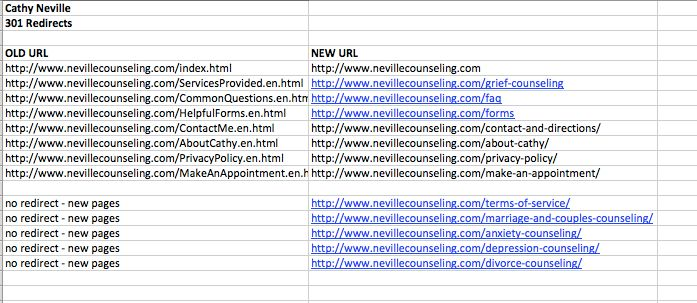 Cathy Neville
301 Redirects
OLD URL NEW URL
http://www.nevillecounseling.com/index.html http://www.nevillecounseling.com
http://www.nevillecounseling.com/ServicesProvided.en.html http://www.nevillecounseling.com/grief-counseling
http://www.nevillecounseling.com/CommonQuestions.en.htm http://www.nevillecounseling.com/faq
http://www.nevillecounseling.com/HelpfulForms.en.html http://www.nevillecounseling.com/forms
http://www.nevillecounseling.com/ContactMe.en.html http://www.nevillecounseling.com/contact-and-directions/
http://www.nevillecounseling.com/AboutCathy.en.html http://www.nevillecounseling.com/about-cathy/
http://www.nevillecounseling.com/PrivacyPolicy.en.html http://www.nevillecounseling.com/privacy-policy/
http://www.nevillecounseling.com/MakeAnAppointment.en.h http://www.nevillecounseling.com/make-an-appointment/
no redirect - new pages http://www.nevillecounseling.com/terms-of-service/
no redirect - new pages http://www.nevillecounseling.com/marriage-and-couples-counseling/
no redirect - new pages http://www.nevillecounseling.com/anxiety-counseling/
no redirect - new pages http://www.nevillecounseling.com/depression-counseling/
no redirect - new pages http://www.nevillecounseling.com/divorce-counseling/